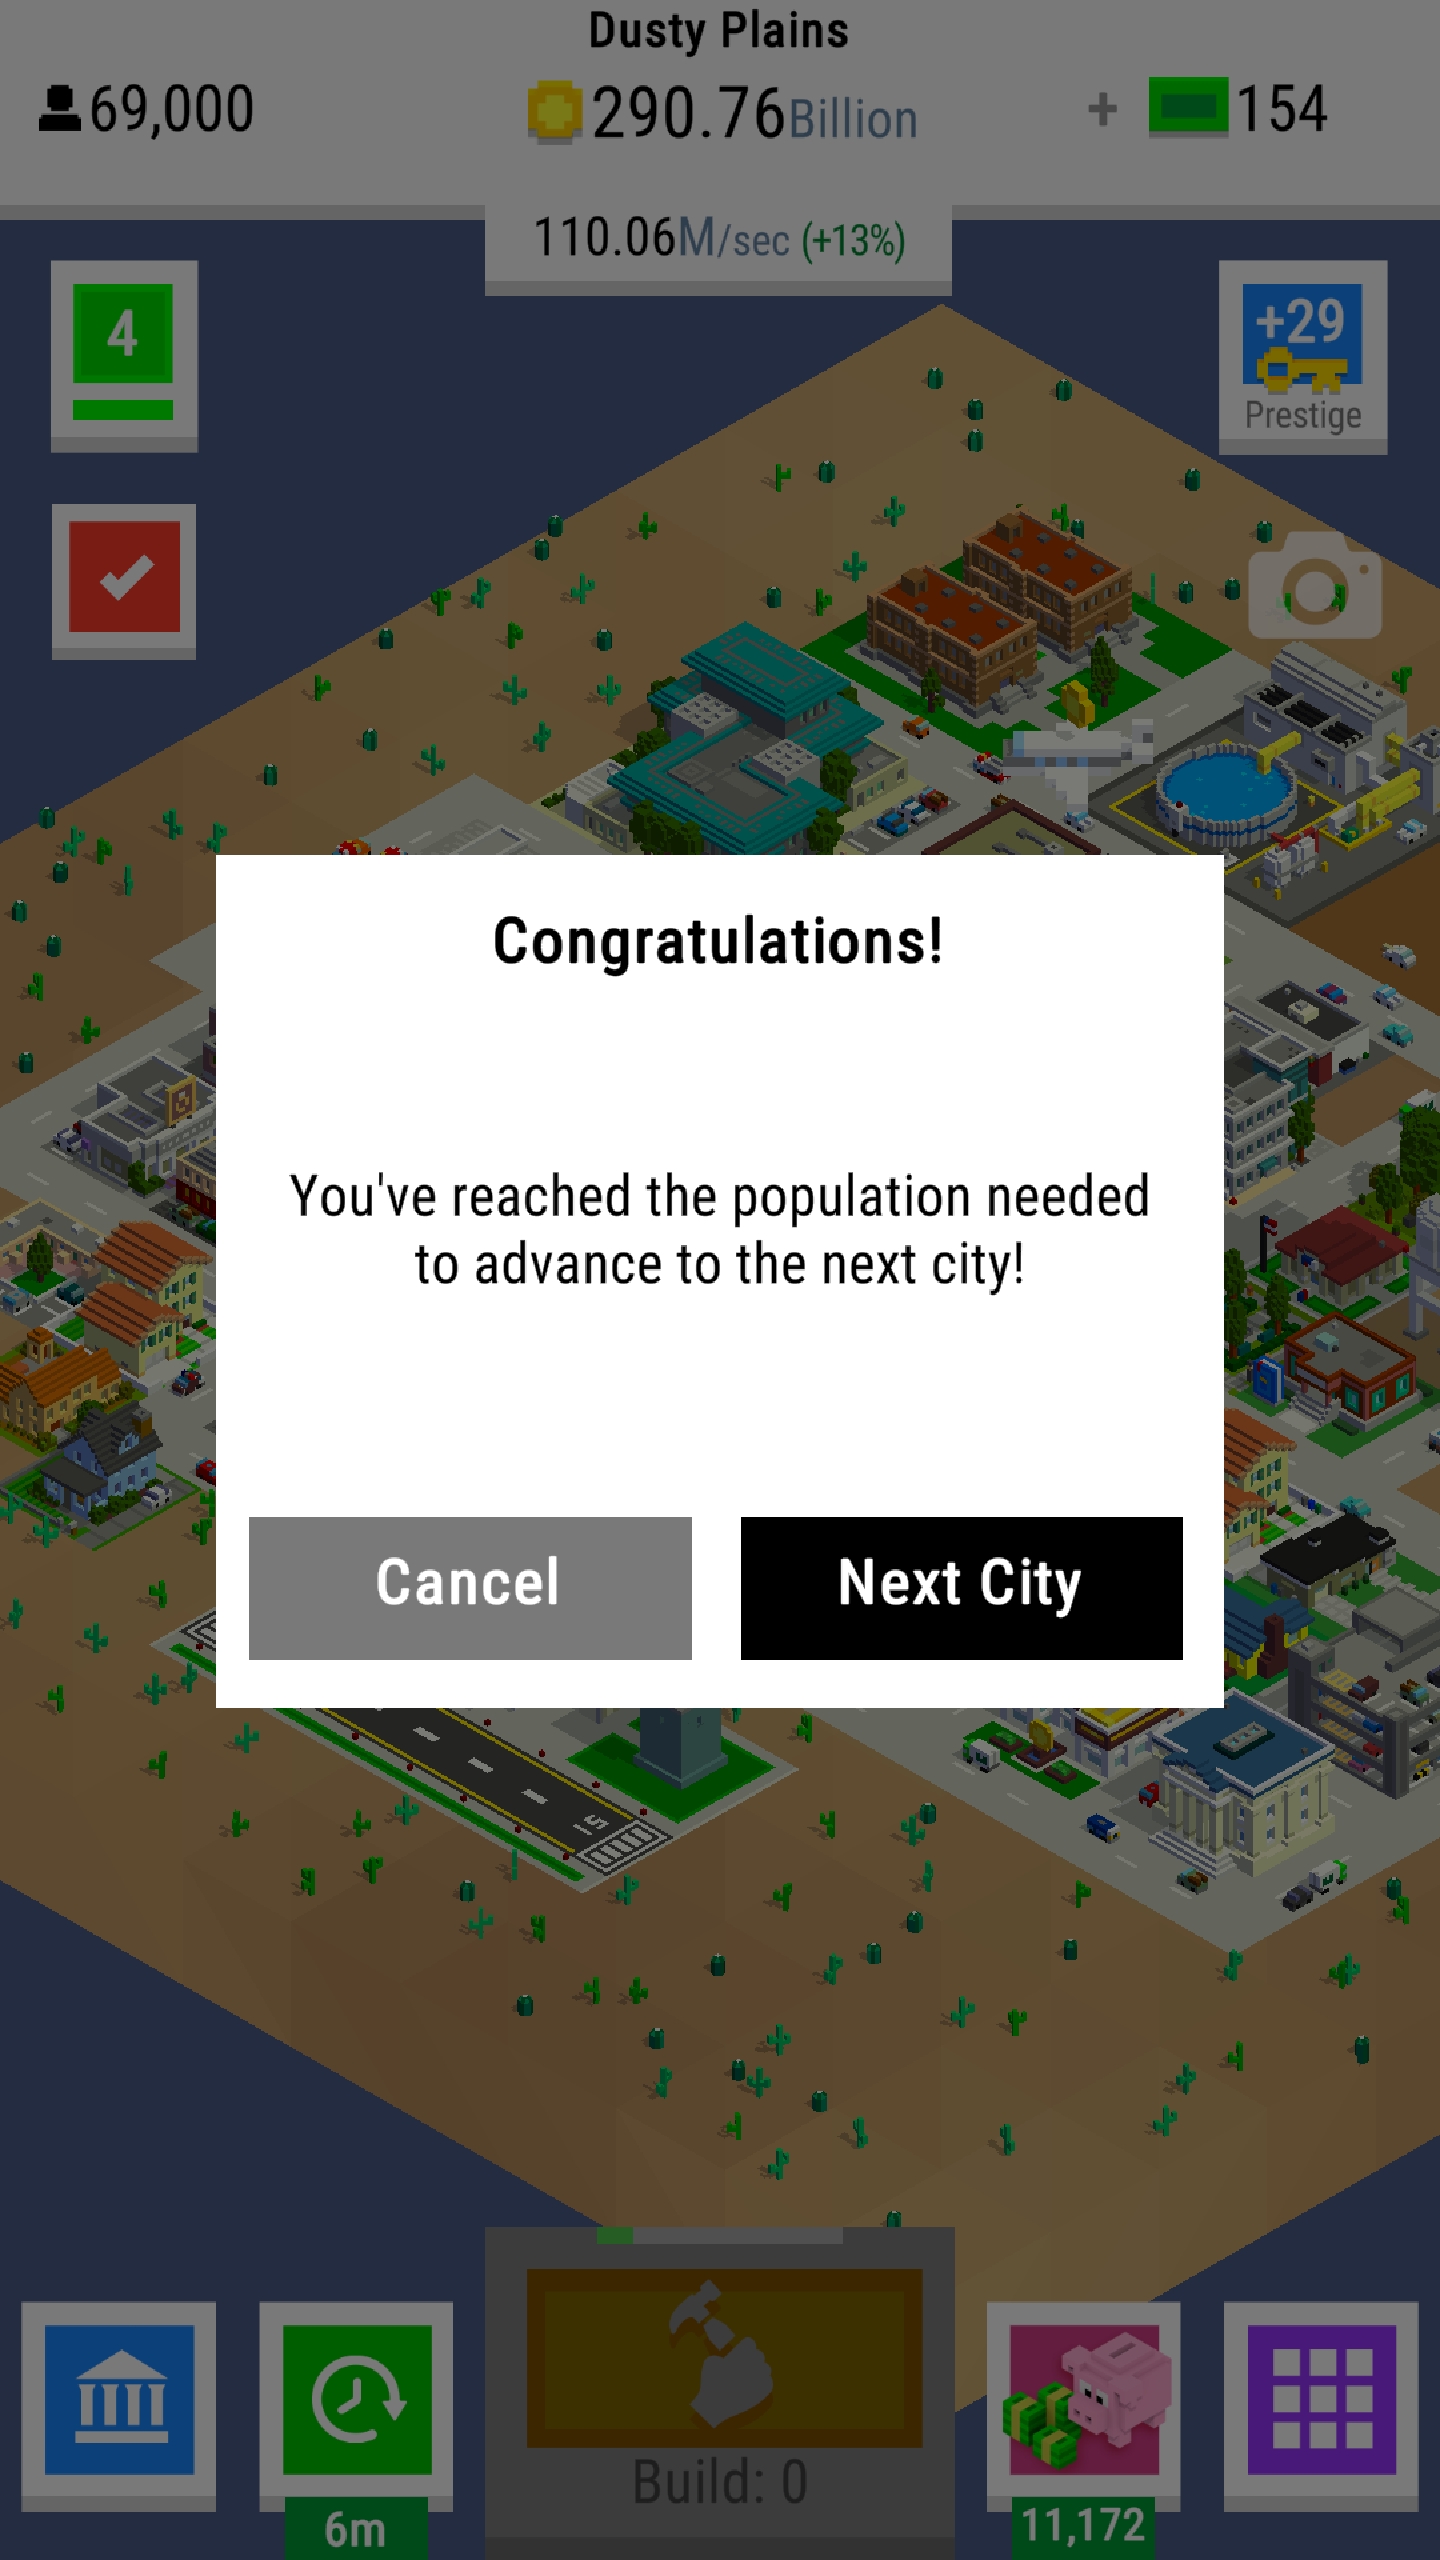 Dusty Plains
69,000
290.76Billion
+ 154
110.06M/sec (+13%)
4
+29
Prestige
Congratulations!
You've reached the population needed
to advance to the next city!
Cancel
Next City
15
Build: 0
6m
11,172